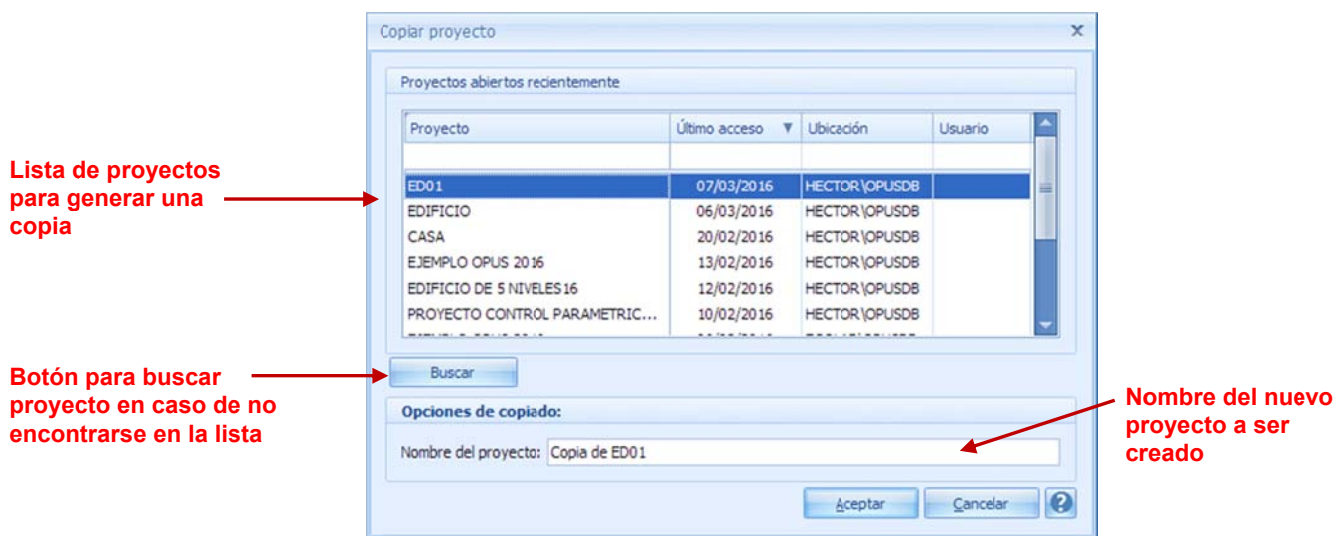 Copiar proyecto
Proyectos abiertos recientemente
Proyecto Último acceso Ubicación Usuario
ED01 07/03/2016 HECTOR\OPUSDB
EDIFICIO 06/03/2016 HECTOR\OPUSDB
CASA 20/02/2016 HECTOR\OPUSDB
EJEMPLO OPUS 2016 13/02/2016 HECTOR\OPUSDB
EDIFICIO DE 5 NIVELES16 12/02/2016 HECTOR\OPUSDB
PROYECTO CONTROL PARAMETRIC... 10/02/2016 HECTOR\OPUSDB
Lista de proyectos
para generar una
copia
Buscar
Botón para buscar
proyecto en caso de no
encontrarse en la lista
Opciones de copiado:
Nombre del proyecto: Copia de ED01
Nombre del nuevo
proyecto a ser
creado
Aceptar Cancelar ?